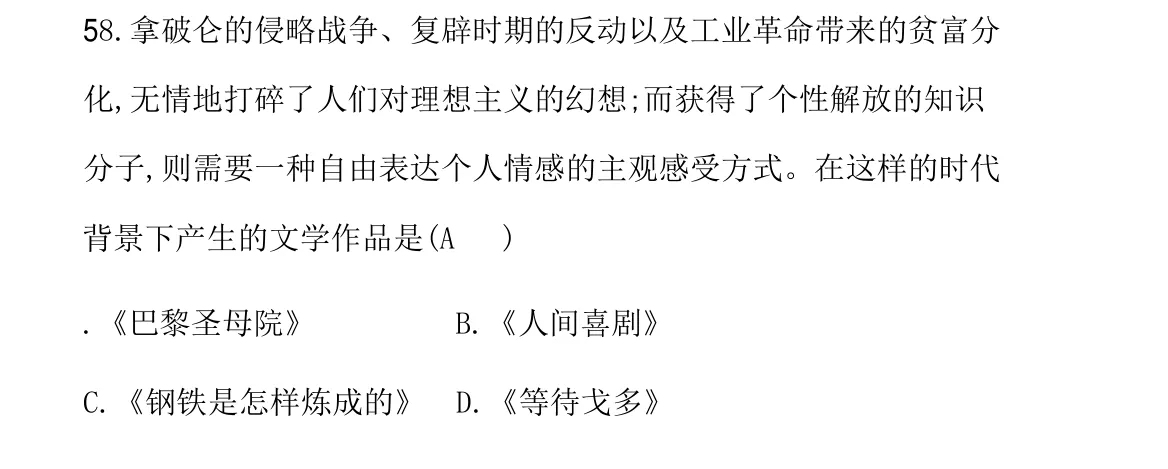 58.拿破仑的侵略战争、复辟时期的反动以及工业革命带来的贫富分
化,无情地打碎了人们对理想主义的幻想;而获得了个性解放的知识
分子,则需要一种自由表达个人情感的主观感受方式。在这样的时代
背景下产生的文学作品是(A   )
.《巴黎圣母院》 B.《人间喜剧》
C.《钢铁是怎样炼成的》 D.《等待戈多》